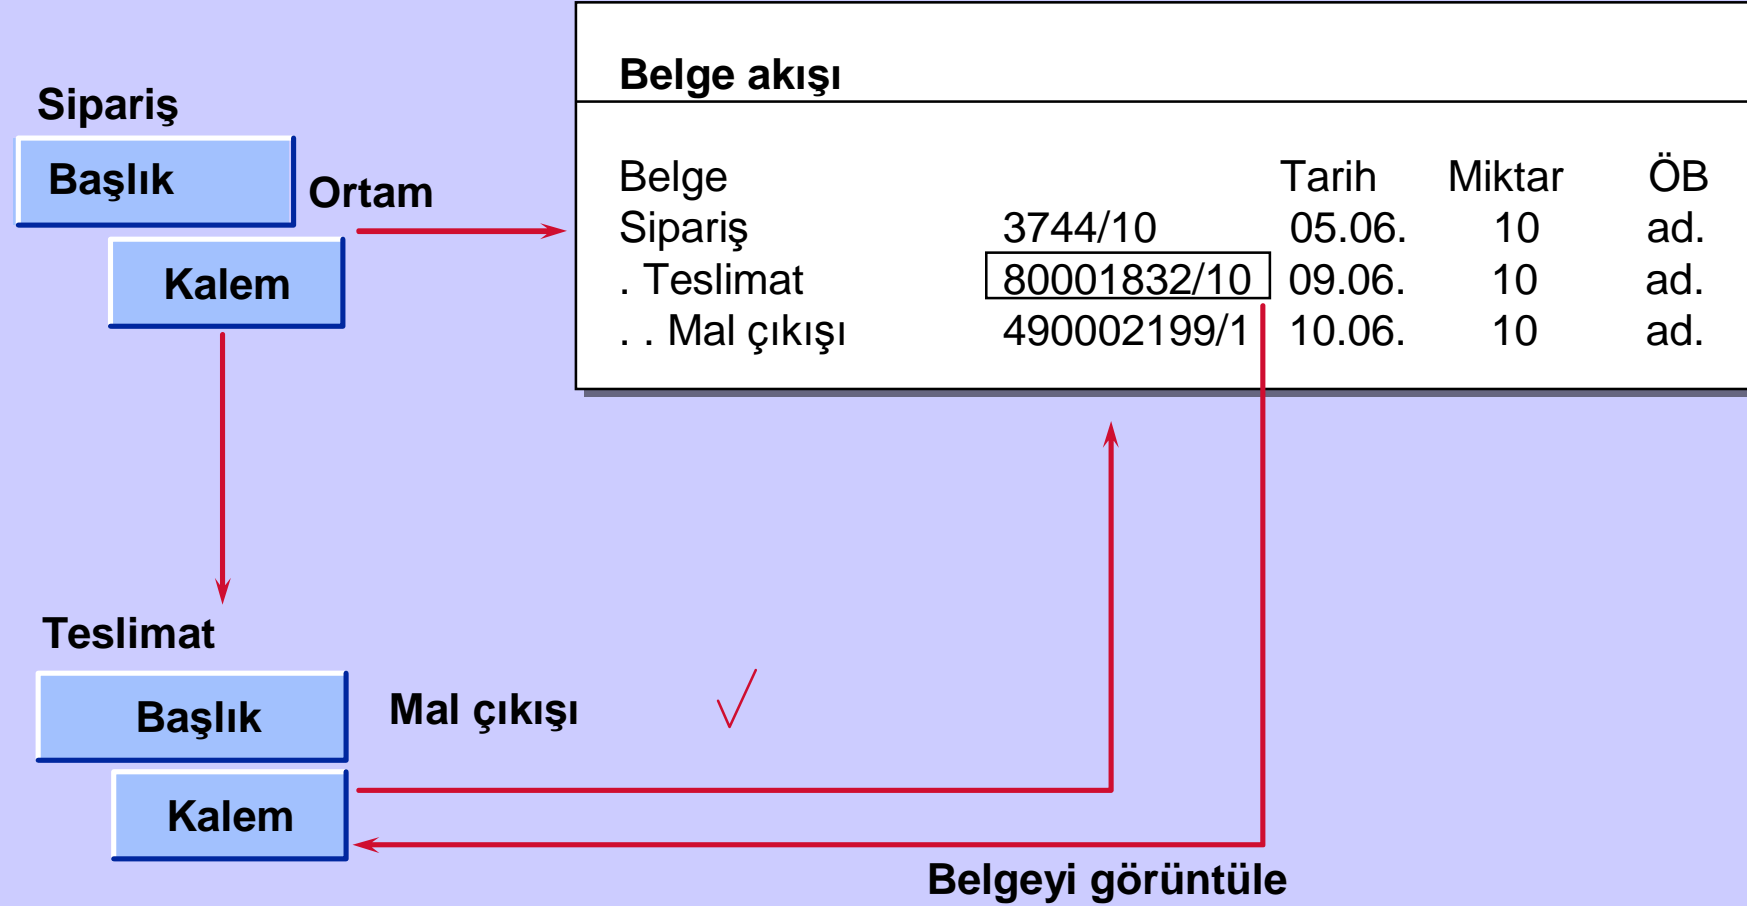 Belge akışı
Sipariş
Başlık
Ortam
Kalem
Belge Tarih Miktar ÖB
Sipariş 3744/10 05.06. 10 ad.
. Teslimat 80001832/10 09.06. 10 ad.
. . Mal çıkışı 490002199/1 10.06. 10 ad.
Teslimat
Başlık
Mal çıkışı
Kalem
Belgeyi görüntüle